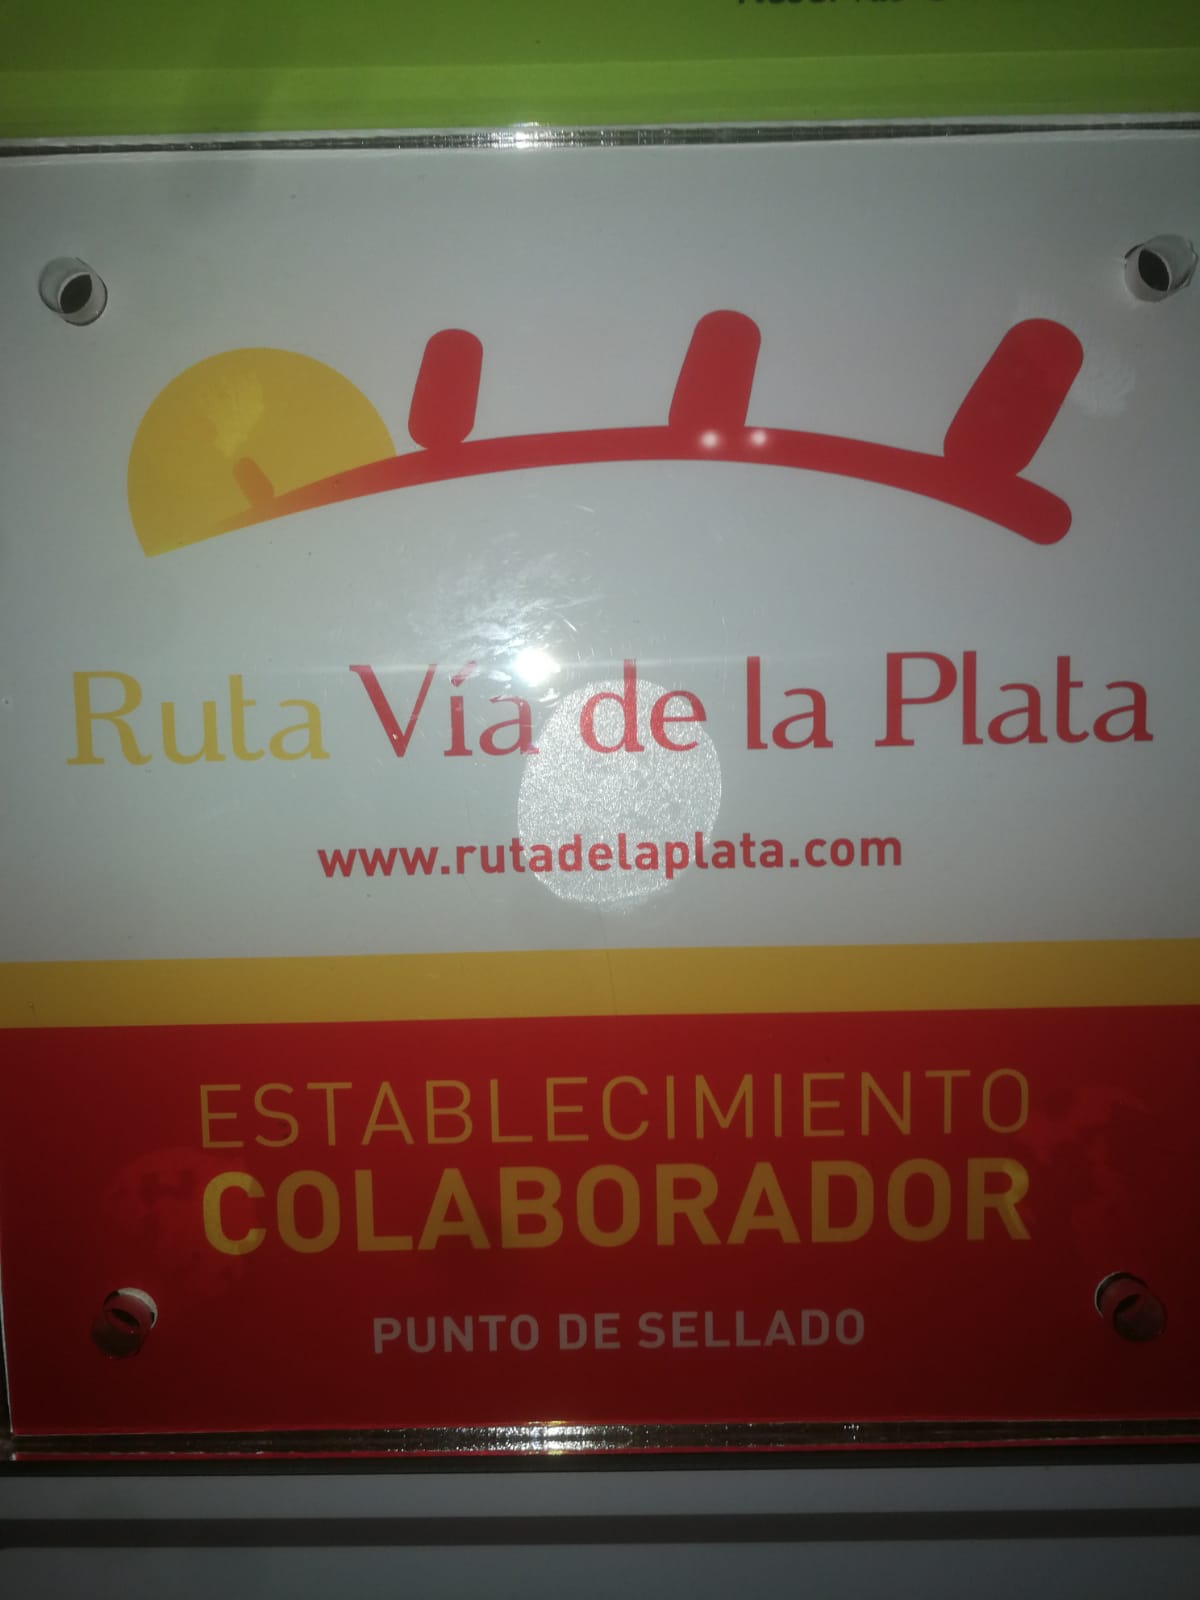 Ruta Vía de la Plata
www.rutadelaplata.com
ESTABLECIMIENTO
COLABORADOR
PUNTO DE SELLADO